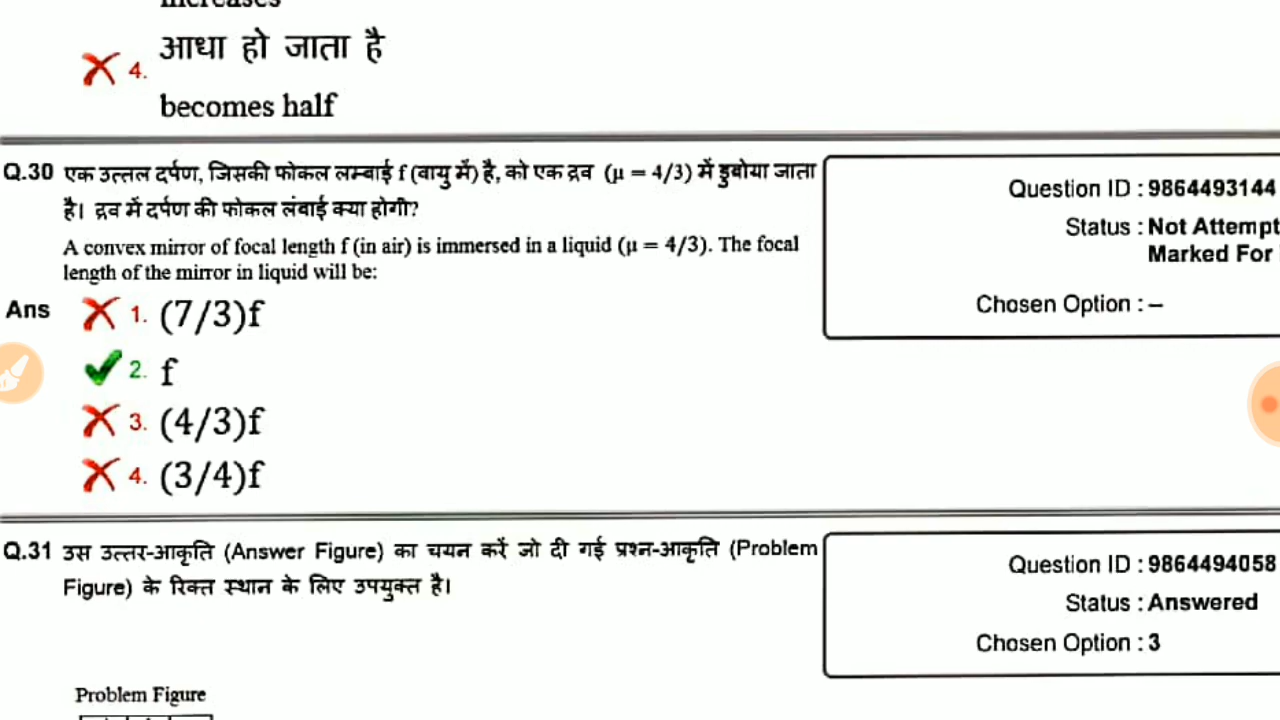 increases
4. आधा हो जाता है
becomes half
Q.30 एक उत्तल दर्पण, जिसकी फोकल लम्बाई f (वायु में) है, को एक द्रव (μ = 4/3) में डुबोया जाता
है। द्रव में दर्पण की फोकल लंबाई क्या होगी?
A convex mirror of focal length f (in air) is immersed in a liquid (μ = 4/3). The focal
length of the mirror in liquid will be:
Question ID : 9864493144
Status : Not Attempt
Marked For
Chosen Option : –
Ans 1. (7/3)f
2. f
3. (4/3)f
4. (3/4)f
Q.31 उस उत्तर-आकृति (Answer Figure) का चयन करें जो दी गई प्रश्न-आकृति (Problem
Figure) के रिक्त स्थान के लिए उपयुक्त है।
Question ID : 9864494058
Status : Answered
Chosen Option : 3
Problem Figure